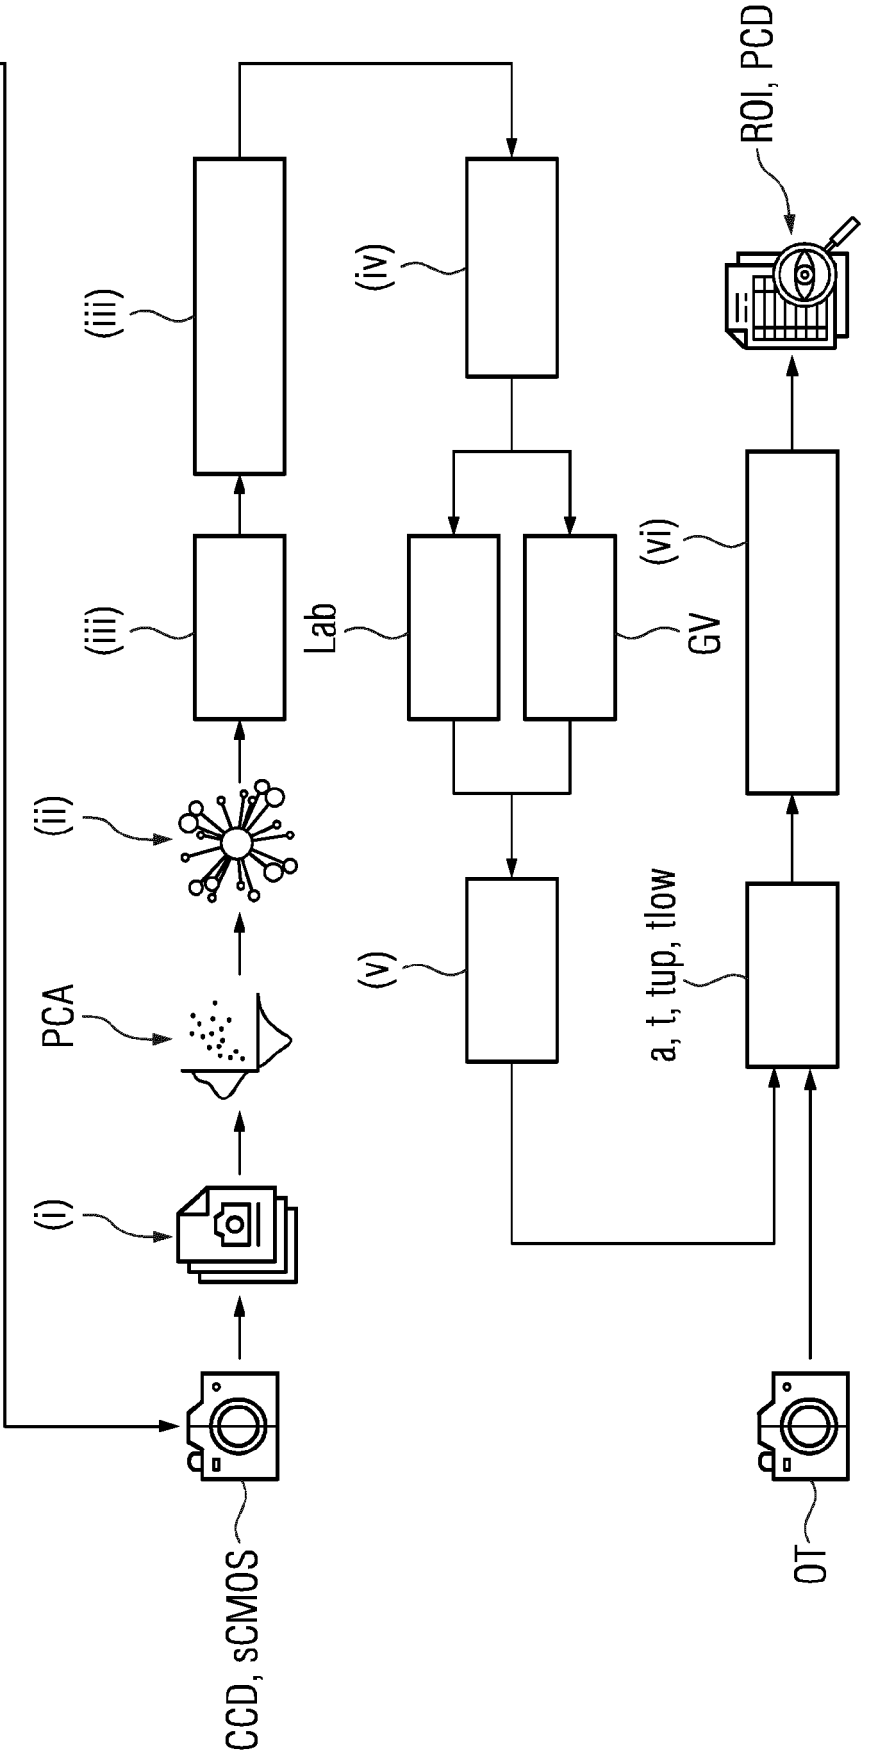 CCD, sCMOS
(i)
PCA
(ii)
(iii)
(iii)
(iv)
Lab
GV
(v)
OT
a, t, tup, tlow
(vi)
ROI, PCD